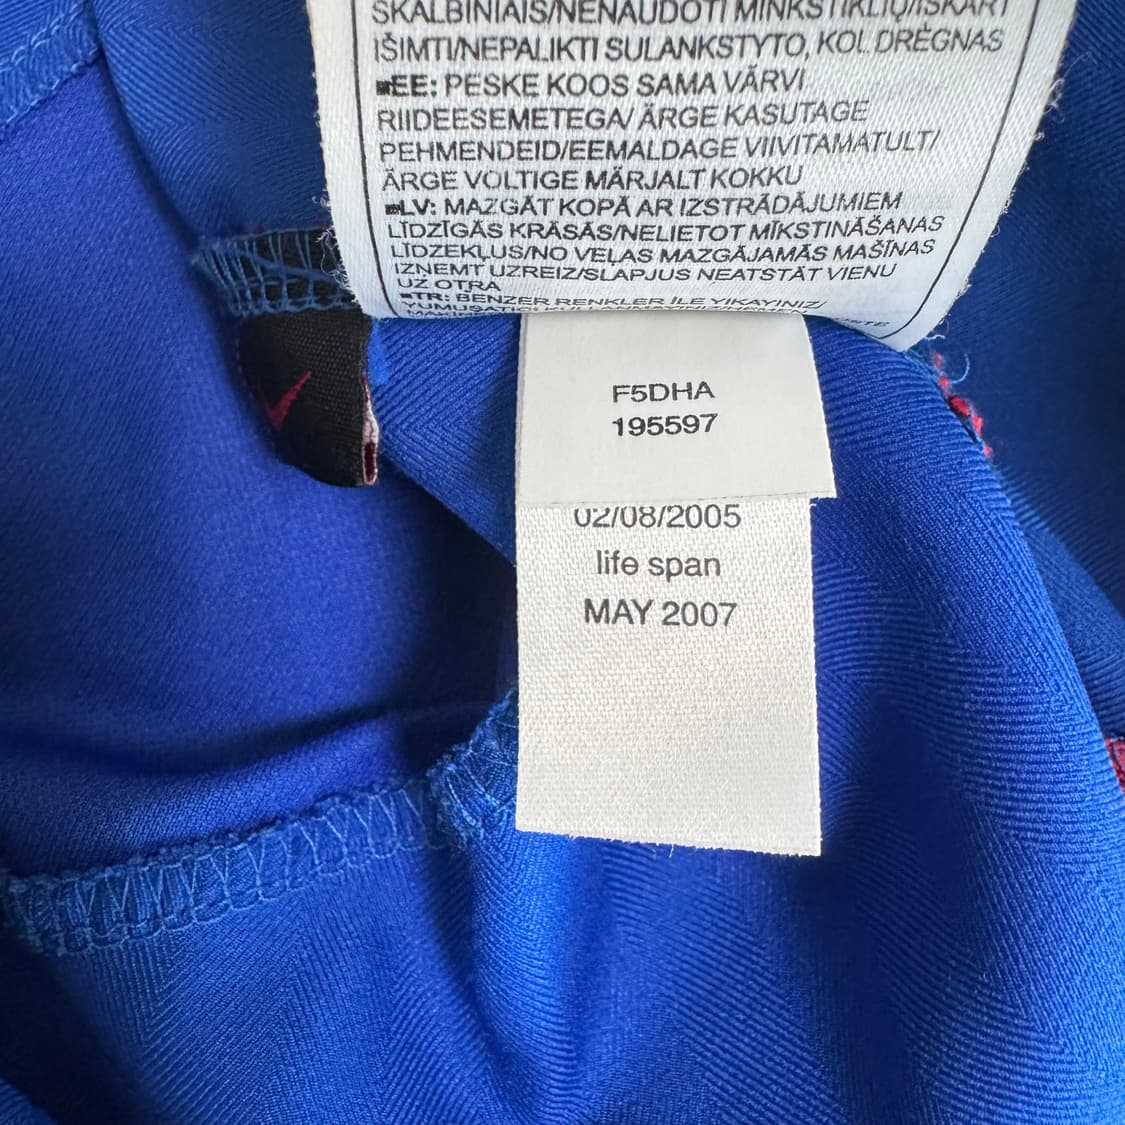 SKALBINIAIS/NENAUDOTI MINKŠTIKLIŲ/IŠKART
IŠIMTI/NEPALIKTI SULANKSTYTO, KOL DRĖGNAS
EE: PESKE KOOS SAMA VÄRVI
RIIDEESEMETEGA/ ÄRGE KASUTAGE
PEHMENDEID/EEMALDAGE VIIVITAMATULT/
ÄRGE VOLTIGE MÄRJALT KOKKU
LV: MAZGĀT KOPĀ AR IZSTRĀDĀJUMIEM
LĪDZĪGĀS KRĀSĀS/NELIETOT MĪKSTINĀŠANAS
LĪDZEKĻUS/NO VEĻAS MAZGĀJAMĀS MAŠĪNAS
IZŅEMT UZREIZ/SLAPJUS NEATSTĀT VIENU
UZ OTRA
TR: BENZER RENKLER İLE YIKAYINIZ/
F5DHA
195597
02/08/2005
life span
MAY 2007